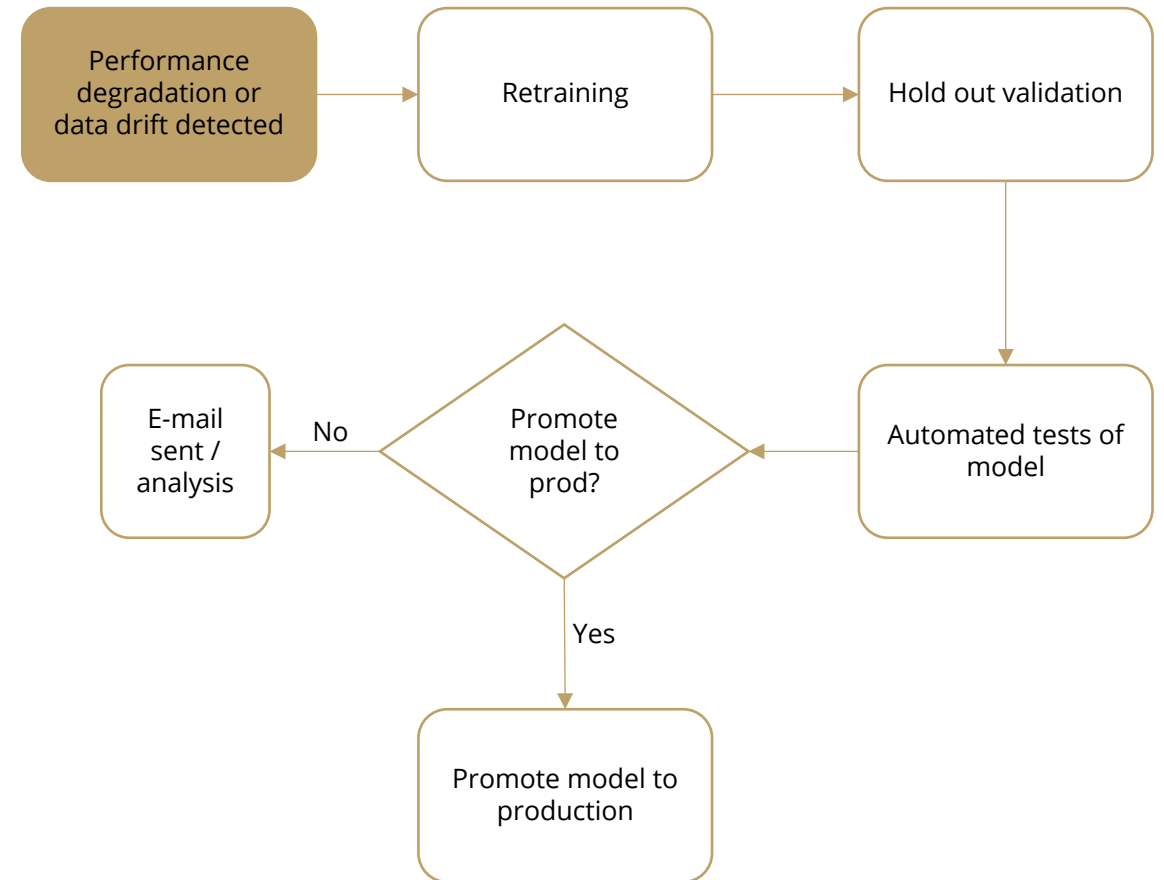 Performance
degradation or
data drift detected
Retraining
Hold out validation
E-mail
sent /
analysis
No
Promote
model to
prod?
Automated tests of
model
Yes
Promote model to
production